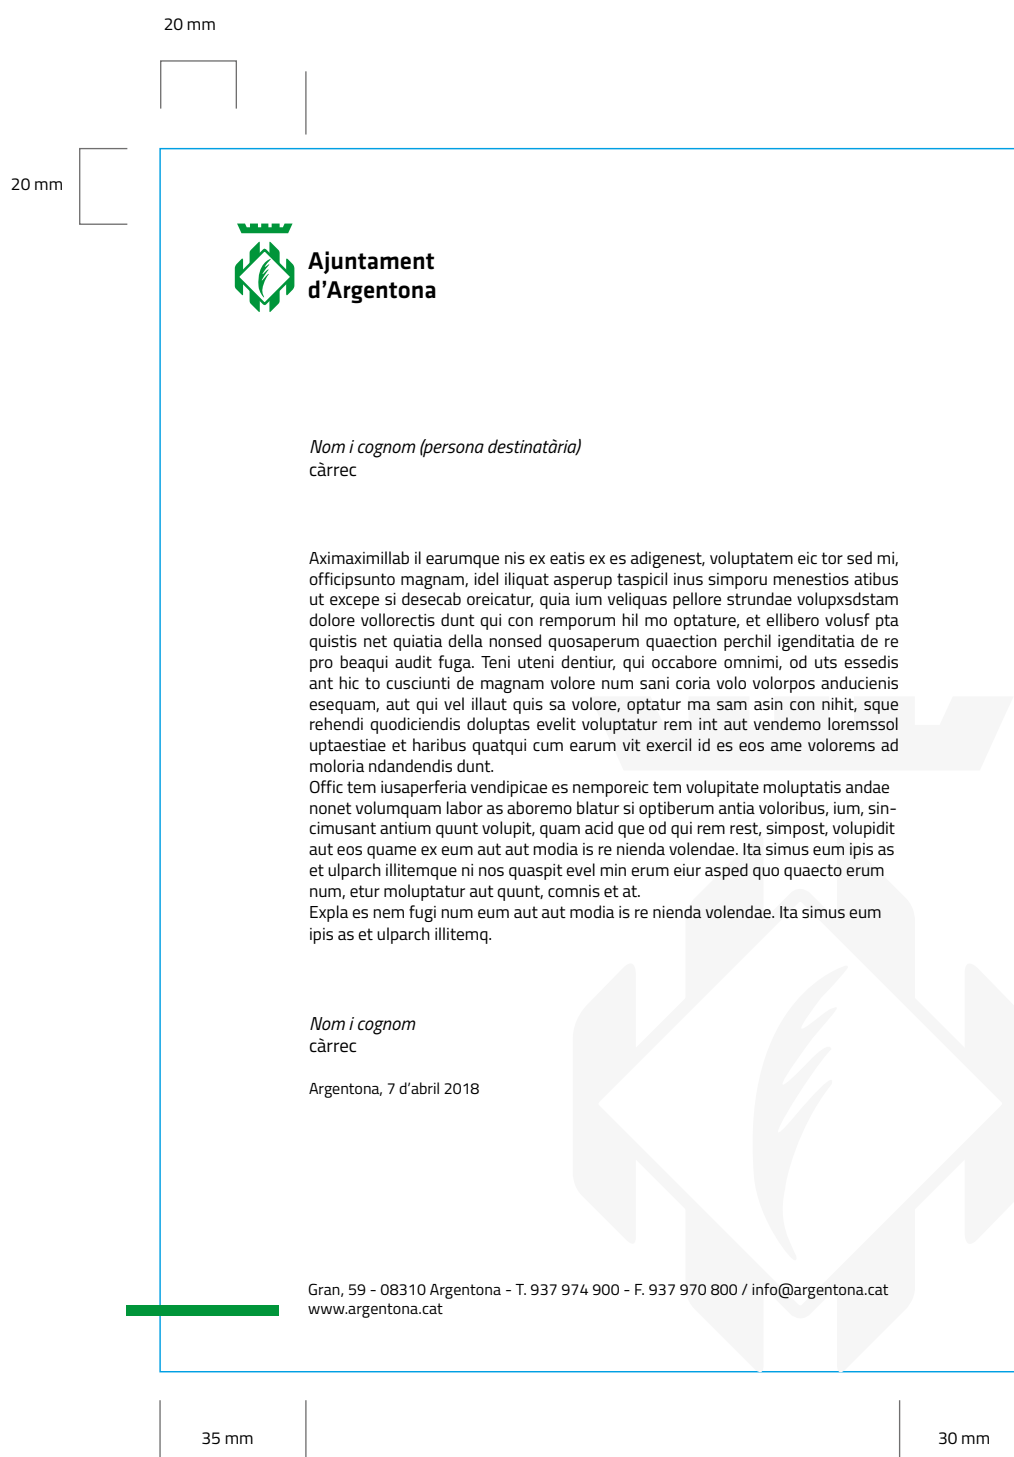 20 mm
20 mm
Ajuntament
d'Argentona
Nom i cognom (persona destinatària)
càrrec
Aximaximillab il earumque nis ex eatis ex es adigenest, voluptatem eic tor sed mi,
officipsunto magnam, idel iliquat asperup taspicil inus simporu menestios atibus
ut excepe si desecab oreicatur, quia ium veliquas pellore strundae volupxsdstam
dolore vollorectis dunt qui con remporum hil mo optature, et ellibero volusf pta
quistis net quiatia della nonsed quosaperum quaection perchil igenditatia de re
pro beaqui audit fuga. Teni uteni dentiur, qui occabore omnimi, od uts essedis
ant hic to cusciunti de magnam volore num sani coria volo volorpos anducienis
esequam, aut qui vel illaut quis sa volore, optatur ma sam asin con nihit, sque
rehendi quodiciendis doluptas evelit voluptatur rem int aut vendemo loremssol
uptaestiae et haribus quatqui cum earum vit exercil id es eos ame volorems ad
moloria ndandendis dunt.
Offic tem iusaperferia vendipicae es nemporeic tem volupitate moluptatis andae
nonet volumquam labor as aboremo blatur si optiberum antia voloribus, ium, sin-
cimusant antium quunt volupit, quam acid que od qui rem rest, simpost, volupidit
aut eos quame ex eum aut aut modia is re nienda volendae. Ita simus eum ipis as
et ulparch illitemque ni nos quaspit evel min erum eiur asped quo quaecto erum
num, etur moluptatur aut quunt, comnis et at.
Expla es nem fugi num eum aut aut modia is re nienda volendae. Ita simus eum
ipis as et ulparch illitemq.
Nom i cognom
càrrec
Argentona, 7 d'abril 2018
Gran, 59 - 08310 Argentona - T. 937 974 900 - F. 937 970 800 / info@argentona.cat
www.argentona.cat
35 mm
30 mm